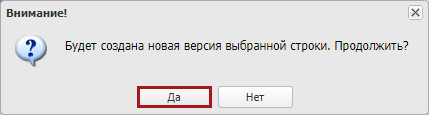 Внимание!
Будет создана новая версия выбранной строки. Продолжить?
Да Нет